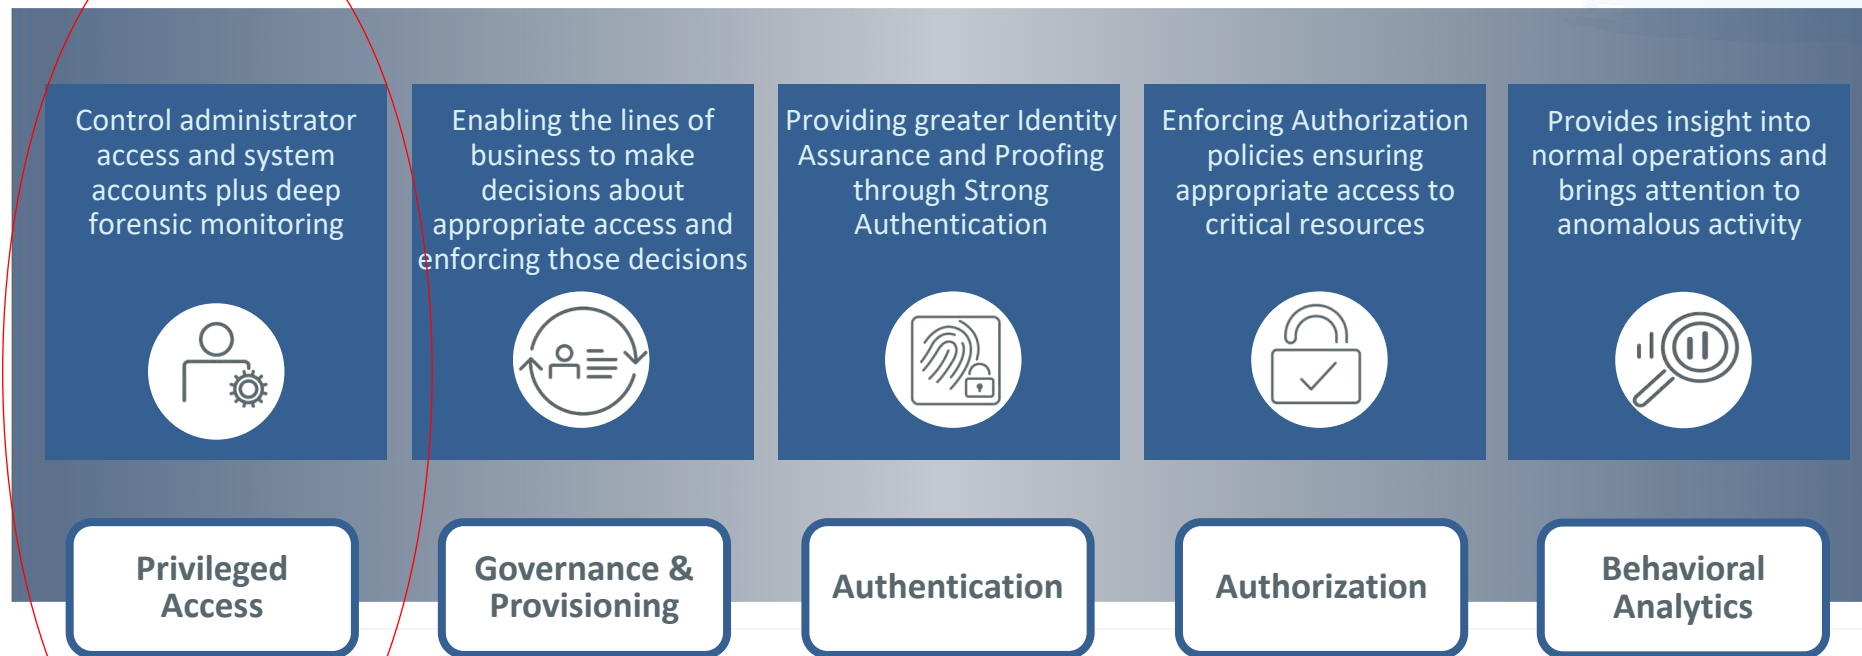 Control administrator
access and system
accounts plus deep
forensic monitoring
Enabling the lines of
business to make
decisions about
appropriate access and
enforcing those decisions
Providing greater Identity
Assurance and Proofing
through Strong
Authentication
Enforcing Authorization
policies ensuring
appropriate access to
critical resources
Provides insight into
normal operations and
brings attention to
anomalous activity
Privileged
Access
Governance &
Provisioning
Authentication
Authorization
Behavioral
Analytics